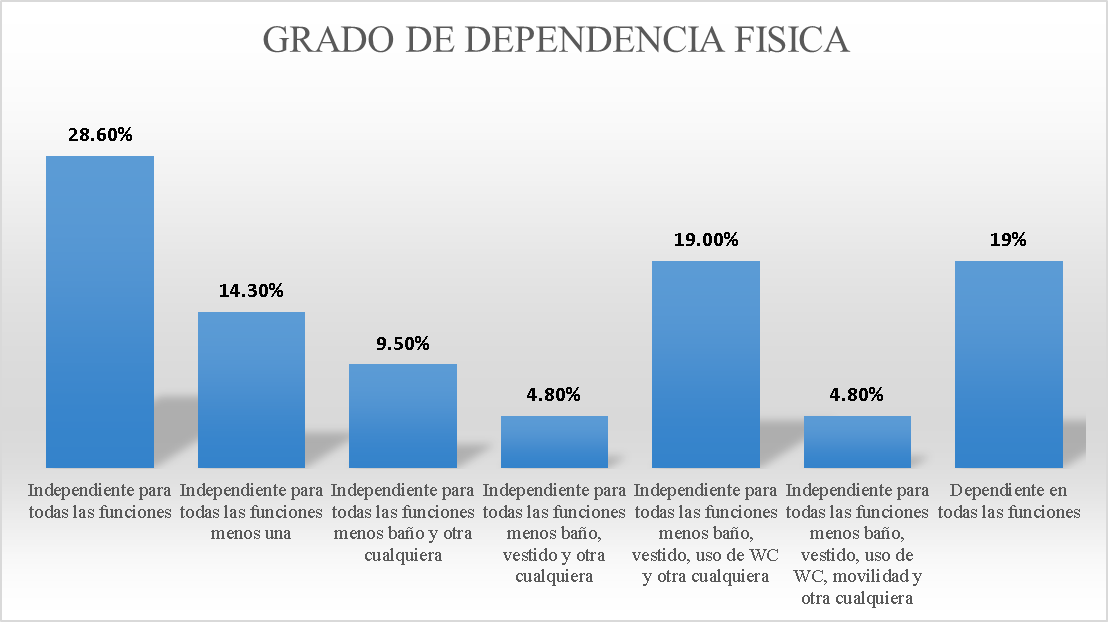 GRADO DE DEPENDENCIA FISICA
28.60%
14.30%
9.50%
4.80%
19.00%
4.80%
19%
Independiente para
todas las funciones
Independiente para
todas las funciones
menos una
Independiente para
todas las funciones
menos baño y otra
cualquiera
Independiente para
todas las funciones
menos baño,
vestido y otra
cualquiera
Independiente para
todas las funciones
menos baño,
vestido, uso de WC
y otra cualquiera
Independiente para
todas las funciones
menos baño,
vestido, uso de
WC, movilidad y
otra cualquiera
Dependiente en
todas las funciones